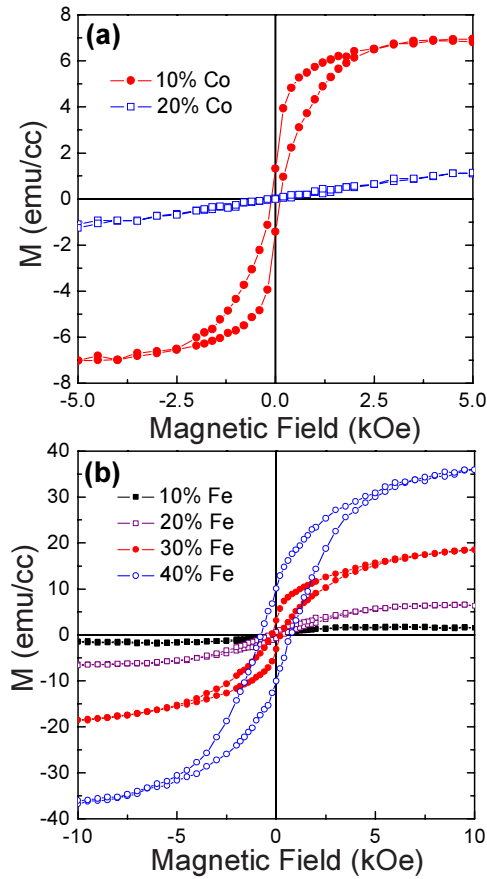 (a)
10% Co
20% Co
M (emu/cc)
8
6
4
2
0
-2
-4
-6
-8
-5.0 -2.5 0.0 2.5 5.0
Magnetic Field (kOe)
(b)
10% Fe
20% Fe
30% Fe
40% Fe
M (emu/cc)
40
30
20
10
0
-10
-20
-30
-40
-10 -5 0 5 10
Magnetic Field (kOe)